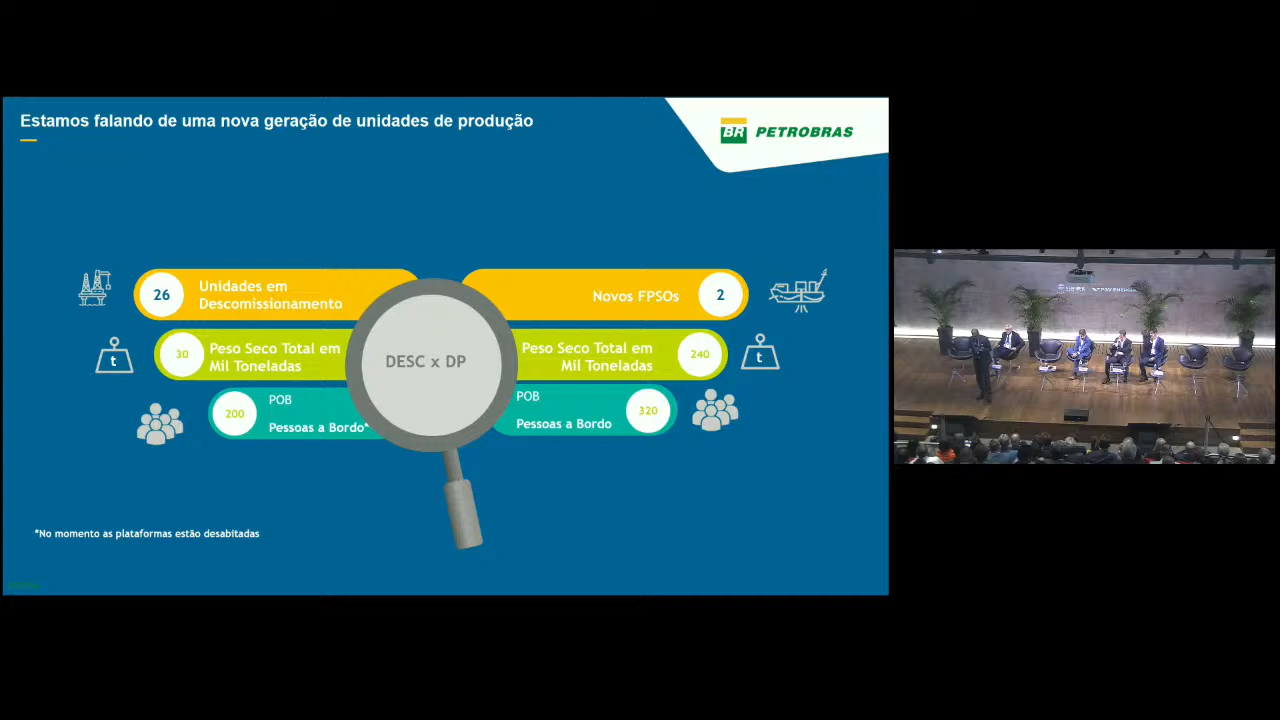 Estamos falando de uma nova geração de unidades de produção
BR PETROBRAS
26
Unidades em
Descomissionamento
Novos FPSOs
2
30
Peso Seco Total em
Mil Toneladas
DESC x DP
Peso Seco Total em
Mil Toneladas
240
t
t
200
POB
Pessoas a Bordo*
POB
Pessoas a Bordo
320
*No momento as plataformas estão desabitadas